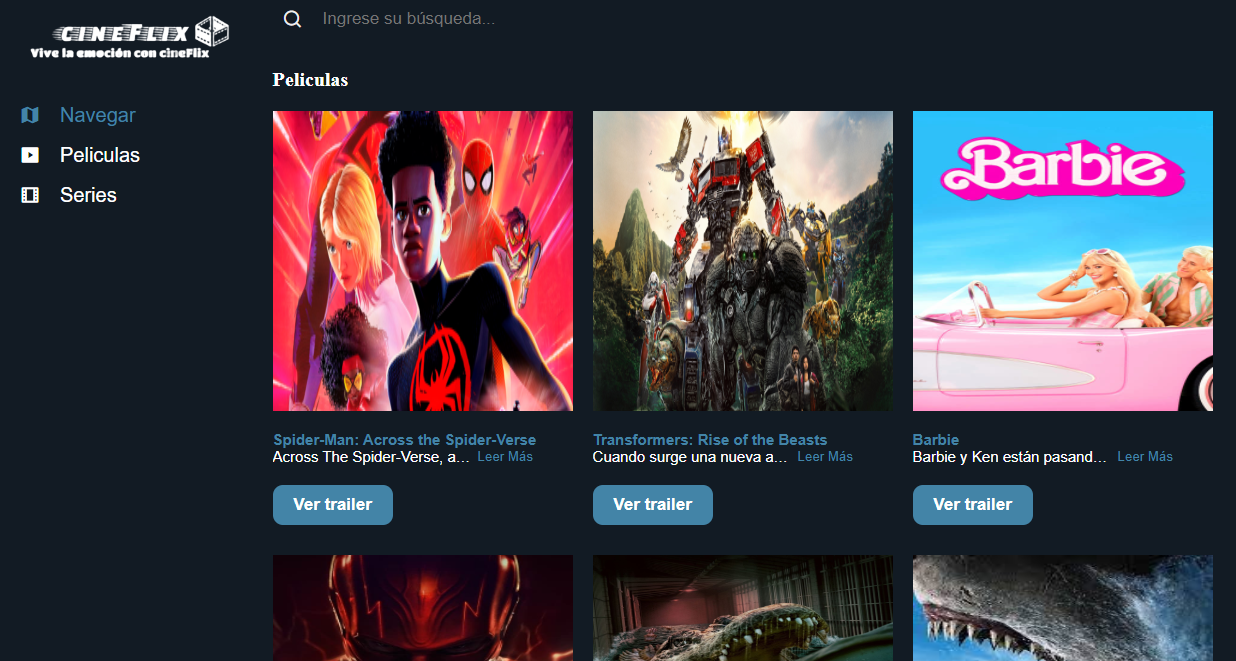 CINEFLIX
Vive la emoción con cineFlix
Ingrese su búsqueda...
Navegar
Peliculas
Series
Peliculas
Barbie
Spider-Man: Across the Spider-Verse
Across The Spider-Verse, a... Leer Más
Ver trailer
Transformers: Rise of the Beasts
Cuando surge una nueva a... Leer Más
Ver trailer
Barbie
Barbie y Ken están pasand... Leer Más
Ver trailer